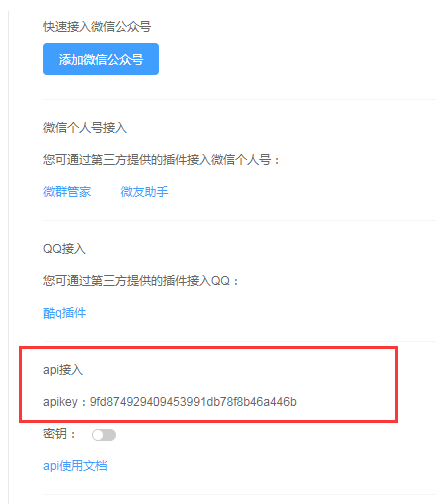 快速接入微信公众号
添加微信公众号
微信个人号接入
您可通过第三方提供的插件接入微信个人号：
微群管家 微友助手
QQ接入
您可通过第三方提供的插件接入QQ：
酷q插件
api接入
apikey：9fd874929409453991db78f8b46a446b
密钥：
api使用文档